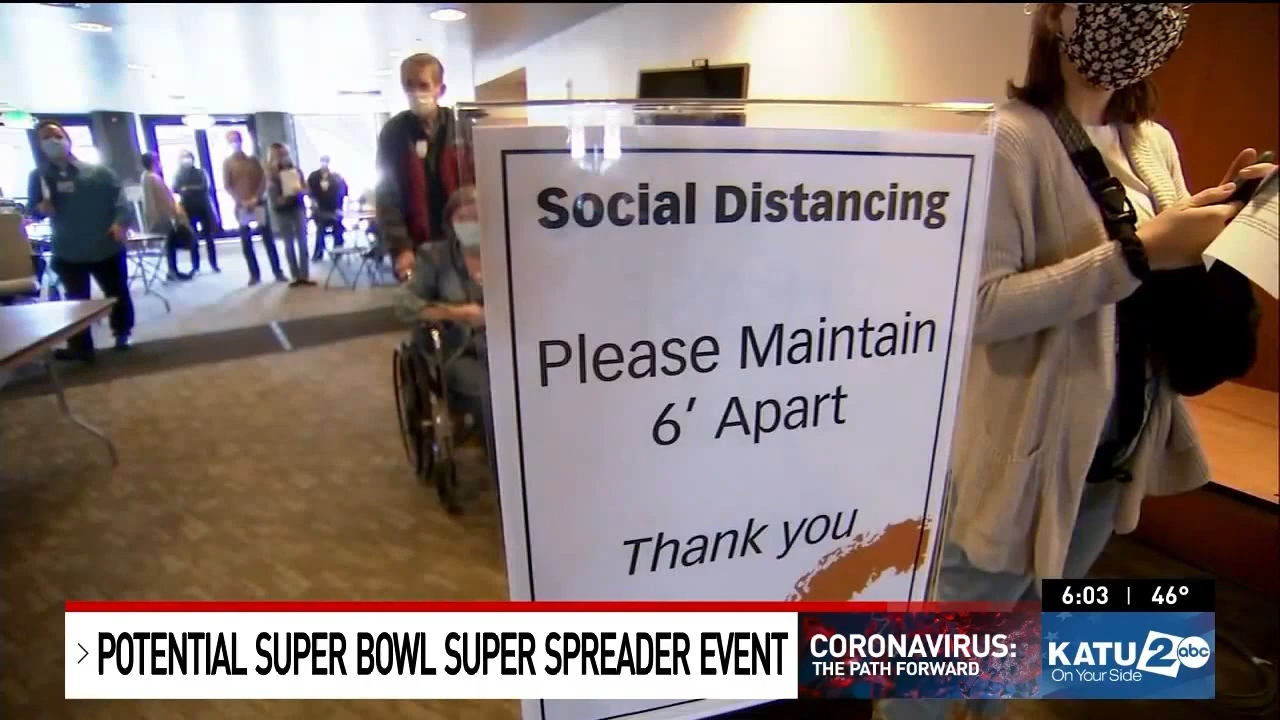 Social Distancing
Please Maintain
6' Apart
Thank you
6:03 | 46°
> POTENTIAL SUPER BOWL SUPER SPREADER EVENT
CORONAVIRUS:
THE PATH FORWARD
KATU 2 abc
On Your Side